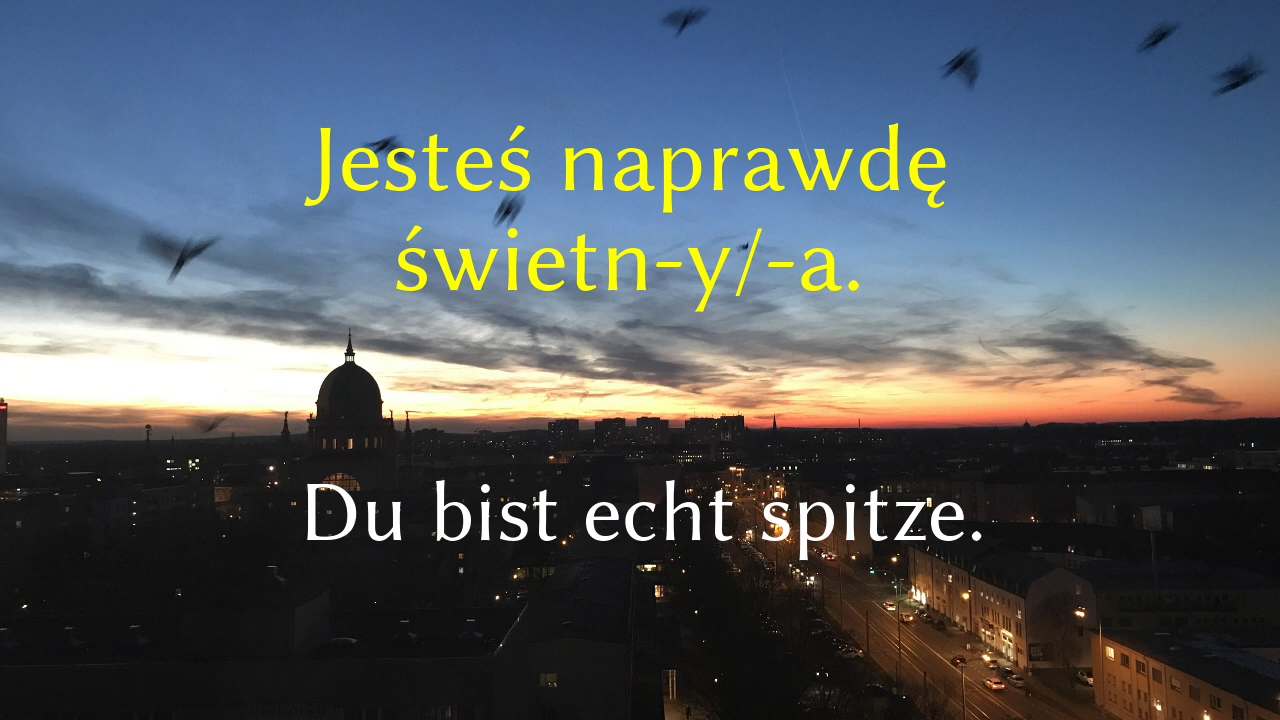 Jesteś naprawdę
świetn-y/-a.
Du bist echt spitze.